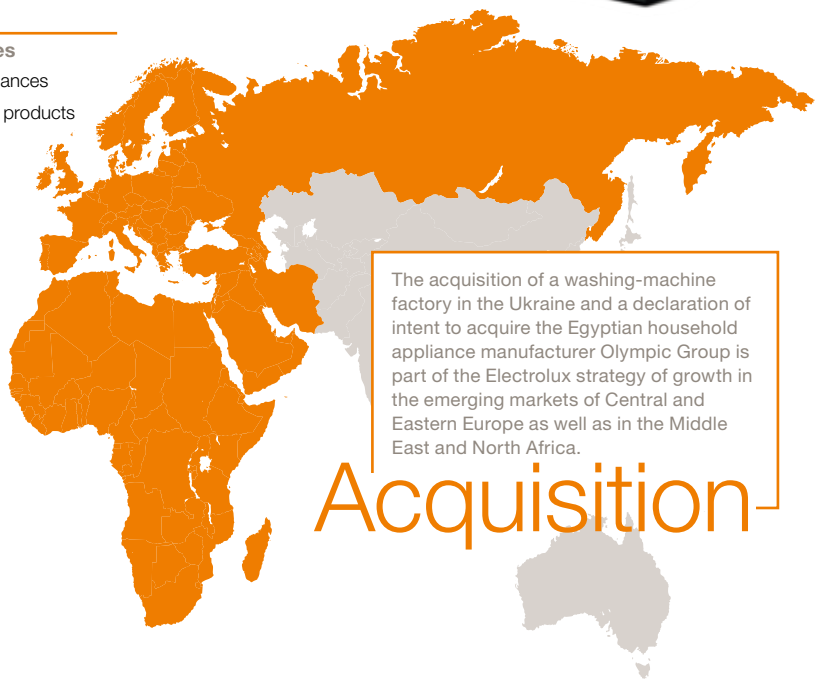 products
The acquisition of a washing-machine
factory in the Ukraine and a declaration of
intent to acquire the Egyptian household
appliance manufacturer Olympic Group is
part of the Electrolux strategy of growth in
the emerging markets of Central and
Eastern Europe as well as in the Middle
East and North Africa.
Acquisition